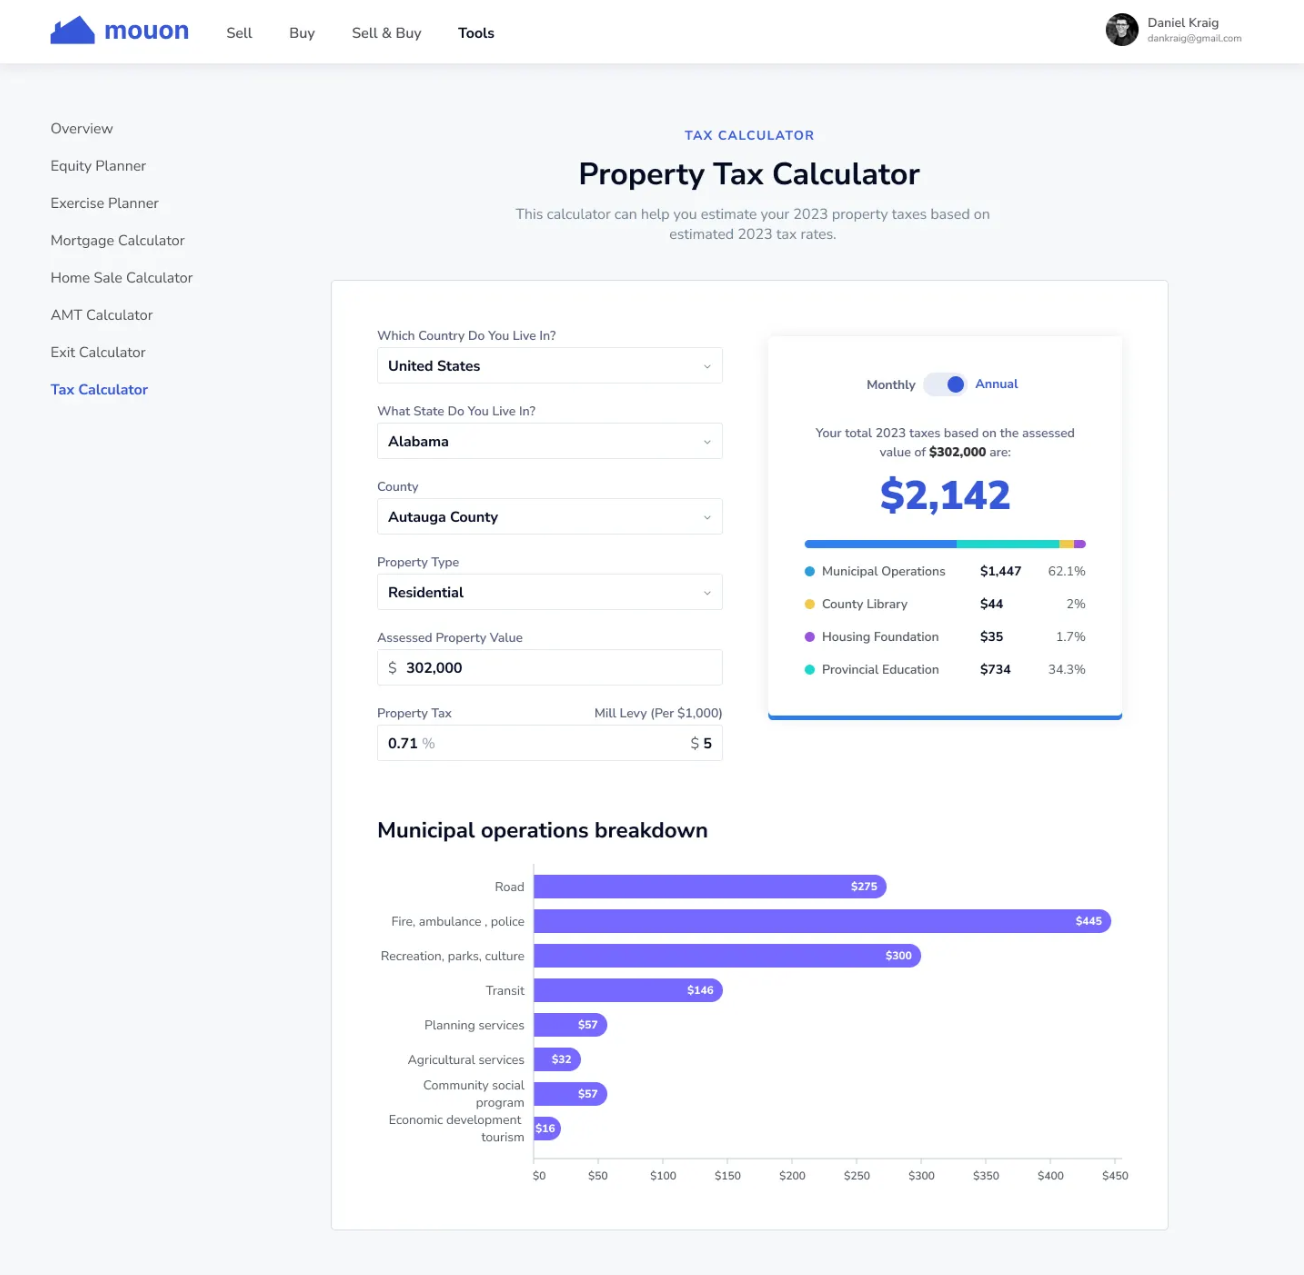 mouon
Sell
Buy
Sell & Buy
Tools
Daniel Kraig
dankraig@gmail.com
Overview
Equity Planner
Exercise Planner
Mortgage Calculator
Home Sale Calculator
AMT Calculator
Exit Calculator
Tax Calculator
TAX CALCULATOR
Property Tax Calculator
This calculator can help you estimate your 2023 property taxes based on
estimated 2023 tax rates.
Which Country Do You Live In?
United States
What State Do You Live In?
Alabama
County
Autauga County
Property Type
Residential
Assessed Property Value
$ 302,000
Property Tax Mill Levy (Per $1,000)
0.71 % $ 5
Monthly Annual
Your total 2023 taxes based on the assessed
value of $302,000 are:
$2,142
Municipal Operations $1,447 62.1%
County Library $44 2%
Housing Foundation $35 1.7%
Provincial Education $734 34.3%
Municipal operations breakdown
Road $275
Fire, ambulance , police $445
Recreation, parks, culture $300
Transit $146
Planning services $57
Agricultural services $32
Community social
program $57
Economic development
tourism $16
$0 $50 $100 $150 $200 $250 $300 $350 $400 $450